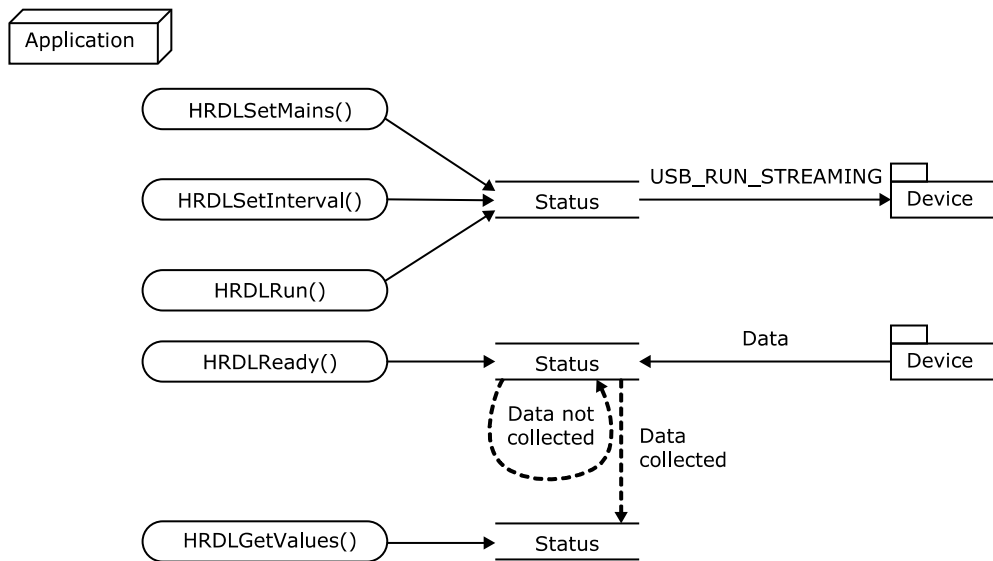 Application
HRDLSetMains()
HRDLSetInterval()
Status
USB_RUN_STREAMING
Device
HRDLRun()
HRDLReady()
Status
Data
Device
Data not
collected
Data
collected
HRDLGetValues()
Status